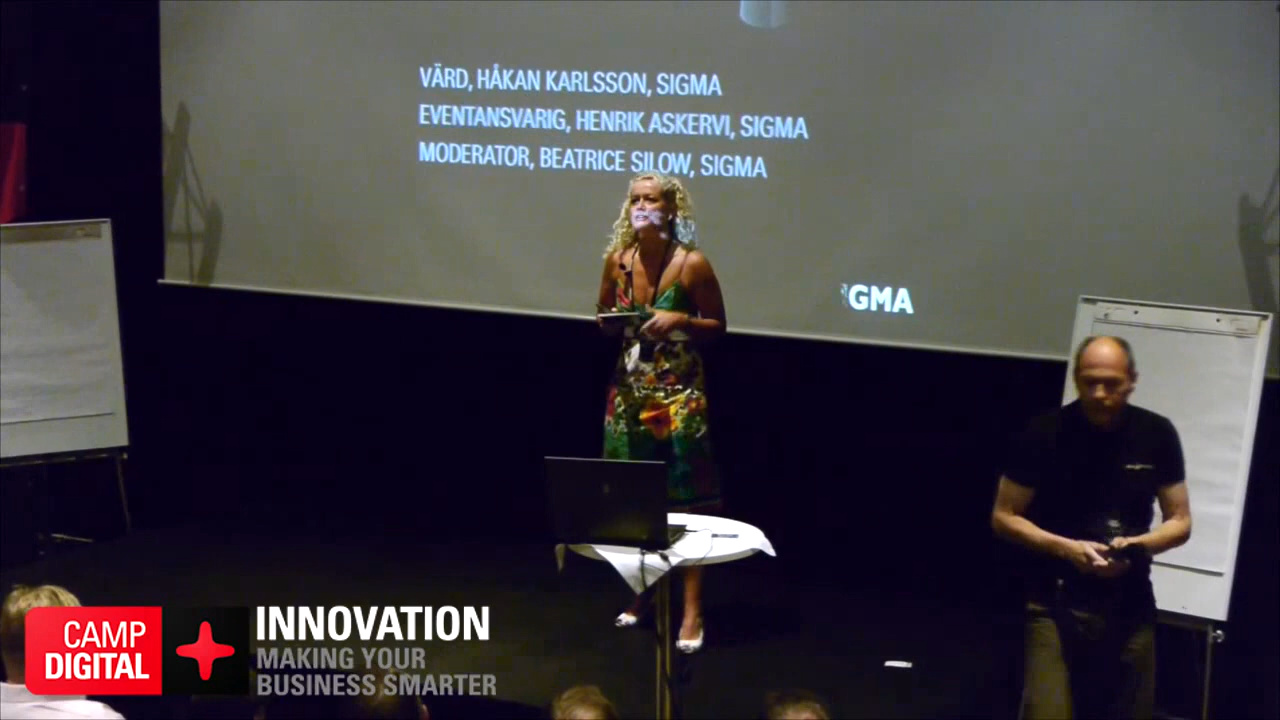 VÄRD, HÅKAN KARLSSON, SIGMA
EVENTANSVARIG, HENRIK ASKERVI, SIGMA
MODERATOR, BEATRICE SILOW, SIGMA
GMA
CAMP
DIGITAL
INNOVATION
MAKING YOUR
BUSINESS SMARTER